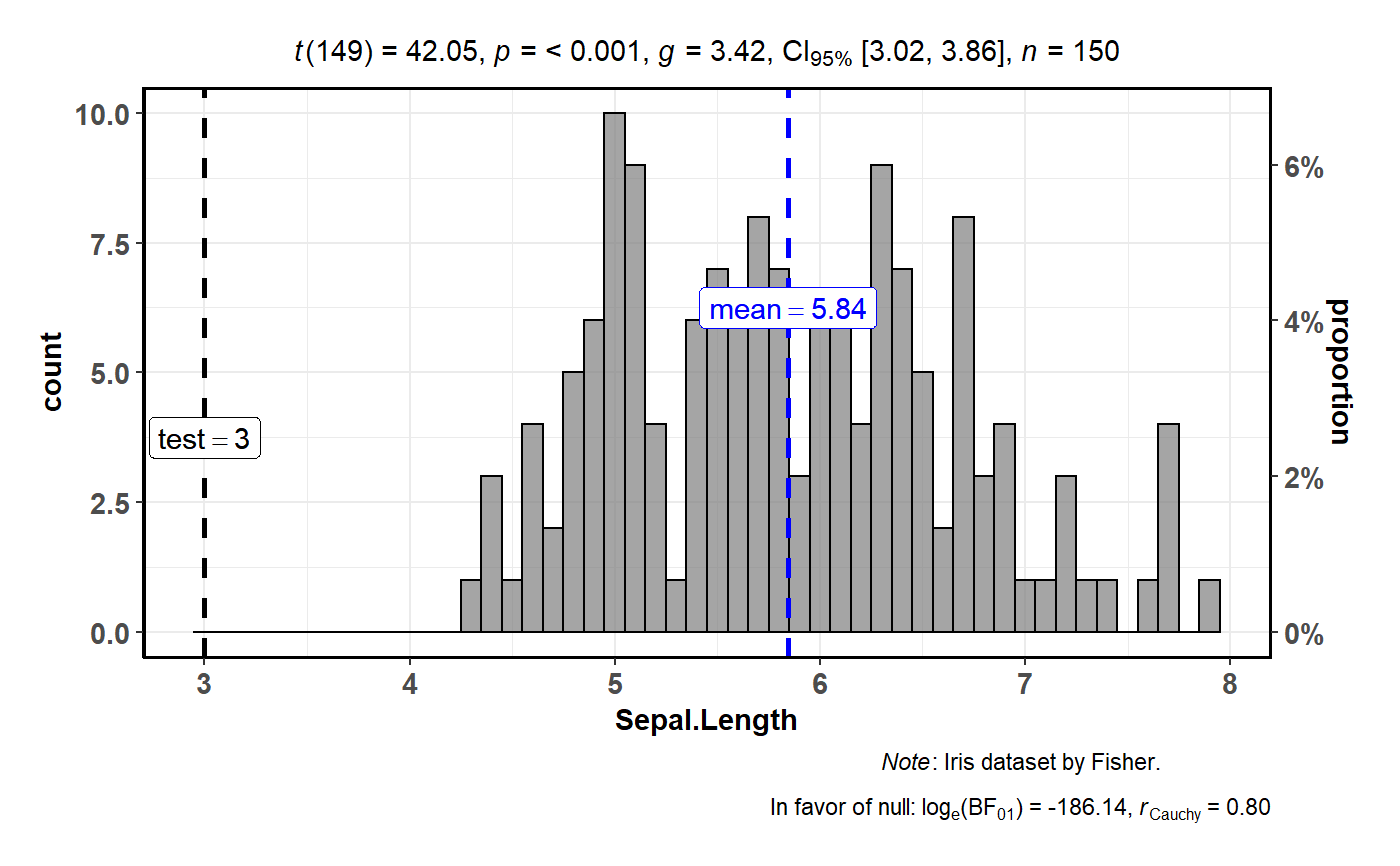 t(149) = 42.05, p = < 0.001, g = 3.42, CI95% [3.02, 3.86], n = 150
10.0
7.5
5.0
2.5
0.0
count
6%
4%
2%
0%
proportion
mean = 5.84
test = 3
3 4 5 6 7 8
Sepal.Length
Note: Iris dataset by Fisher.
In favor of null: loge(BF01) = -186.14, rCauchy = 0.80